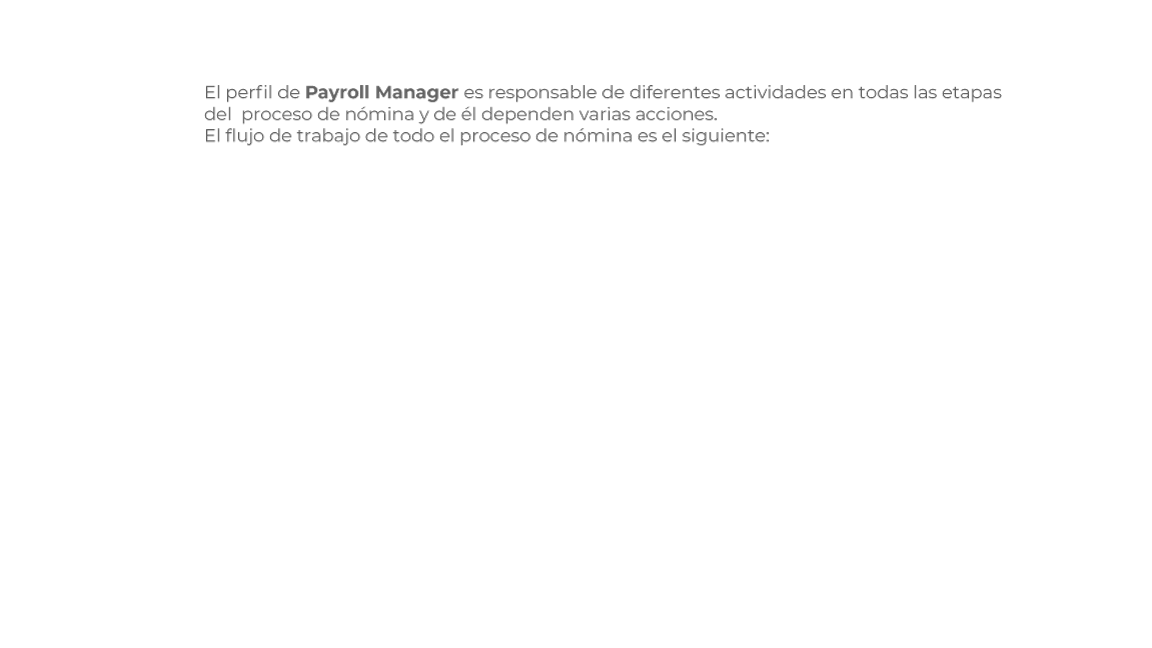 El perfil de Payroll Manager es responsable de diferentes actividades en todas las etapas
del  proceso de nómina y de él dependen varias acciones.
El flujo de trabajo de todo el proceso de nómina es el siguiente: